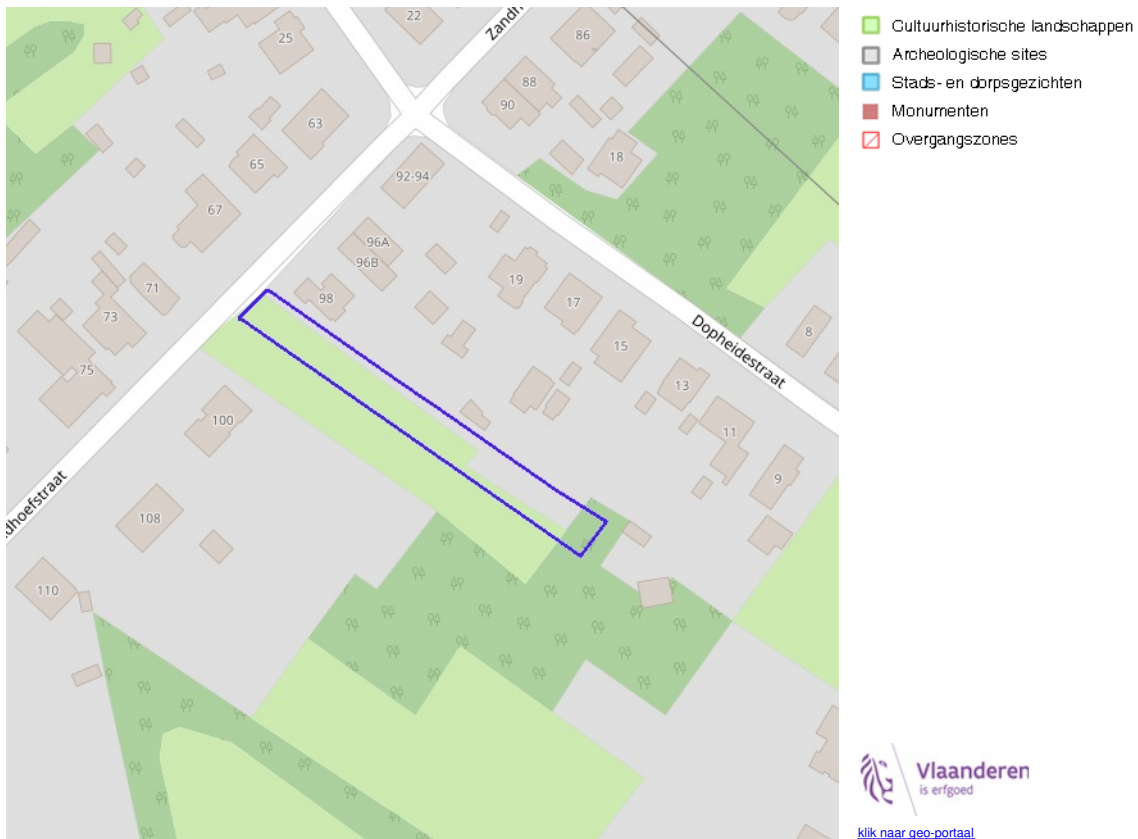 22
Zandh
25
86
88
90
63
65
18
92-94
67
96A
96B
19
71
98
17
73
15
8
Dopheidestraat
75
13
100
11
9
dhoefstraat
108
110
Cultuurhistorische landschappen
Archeologische sites
Stads- en dorpsgezichten
Monumenten
Overgangszones
Vlaanderen
is erfgoed
klik naar geo-portaal